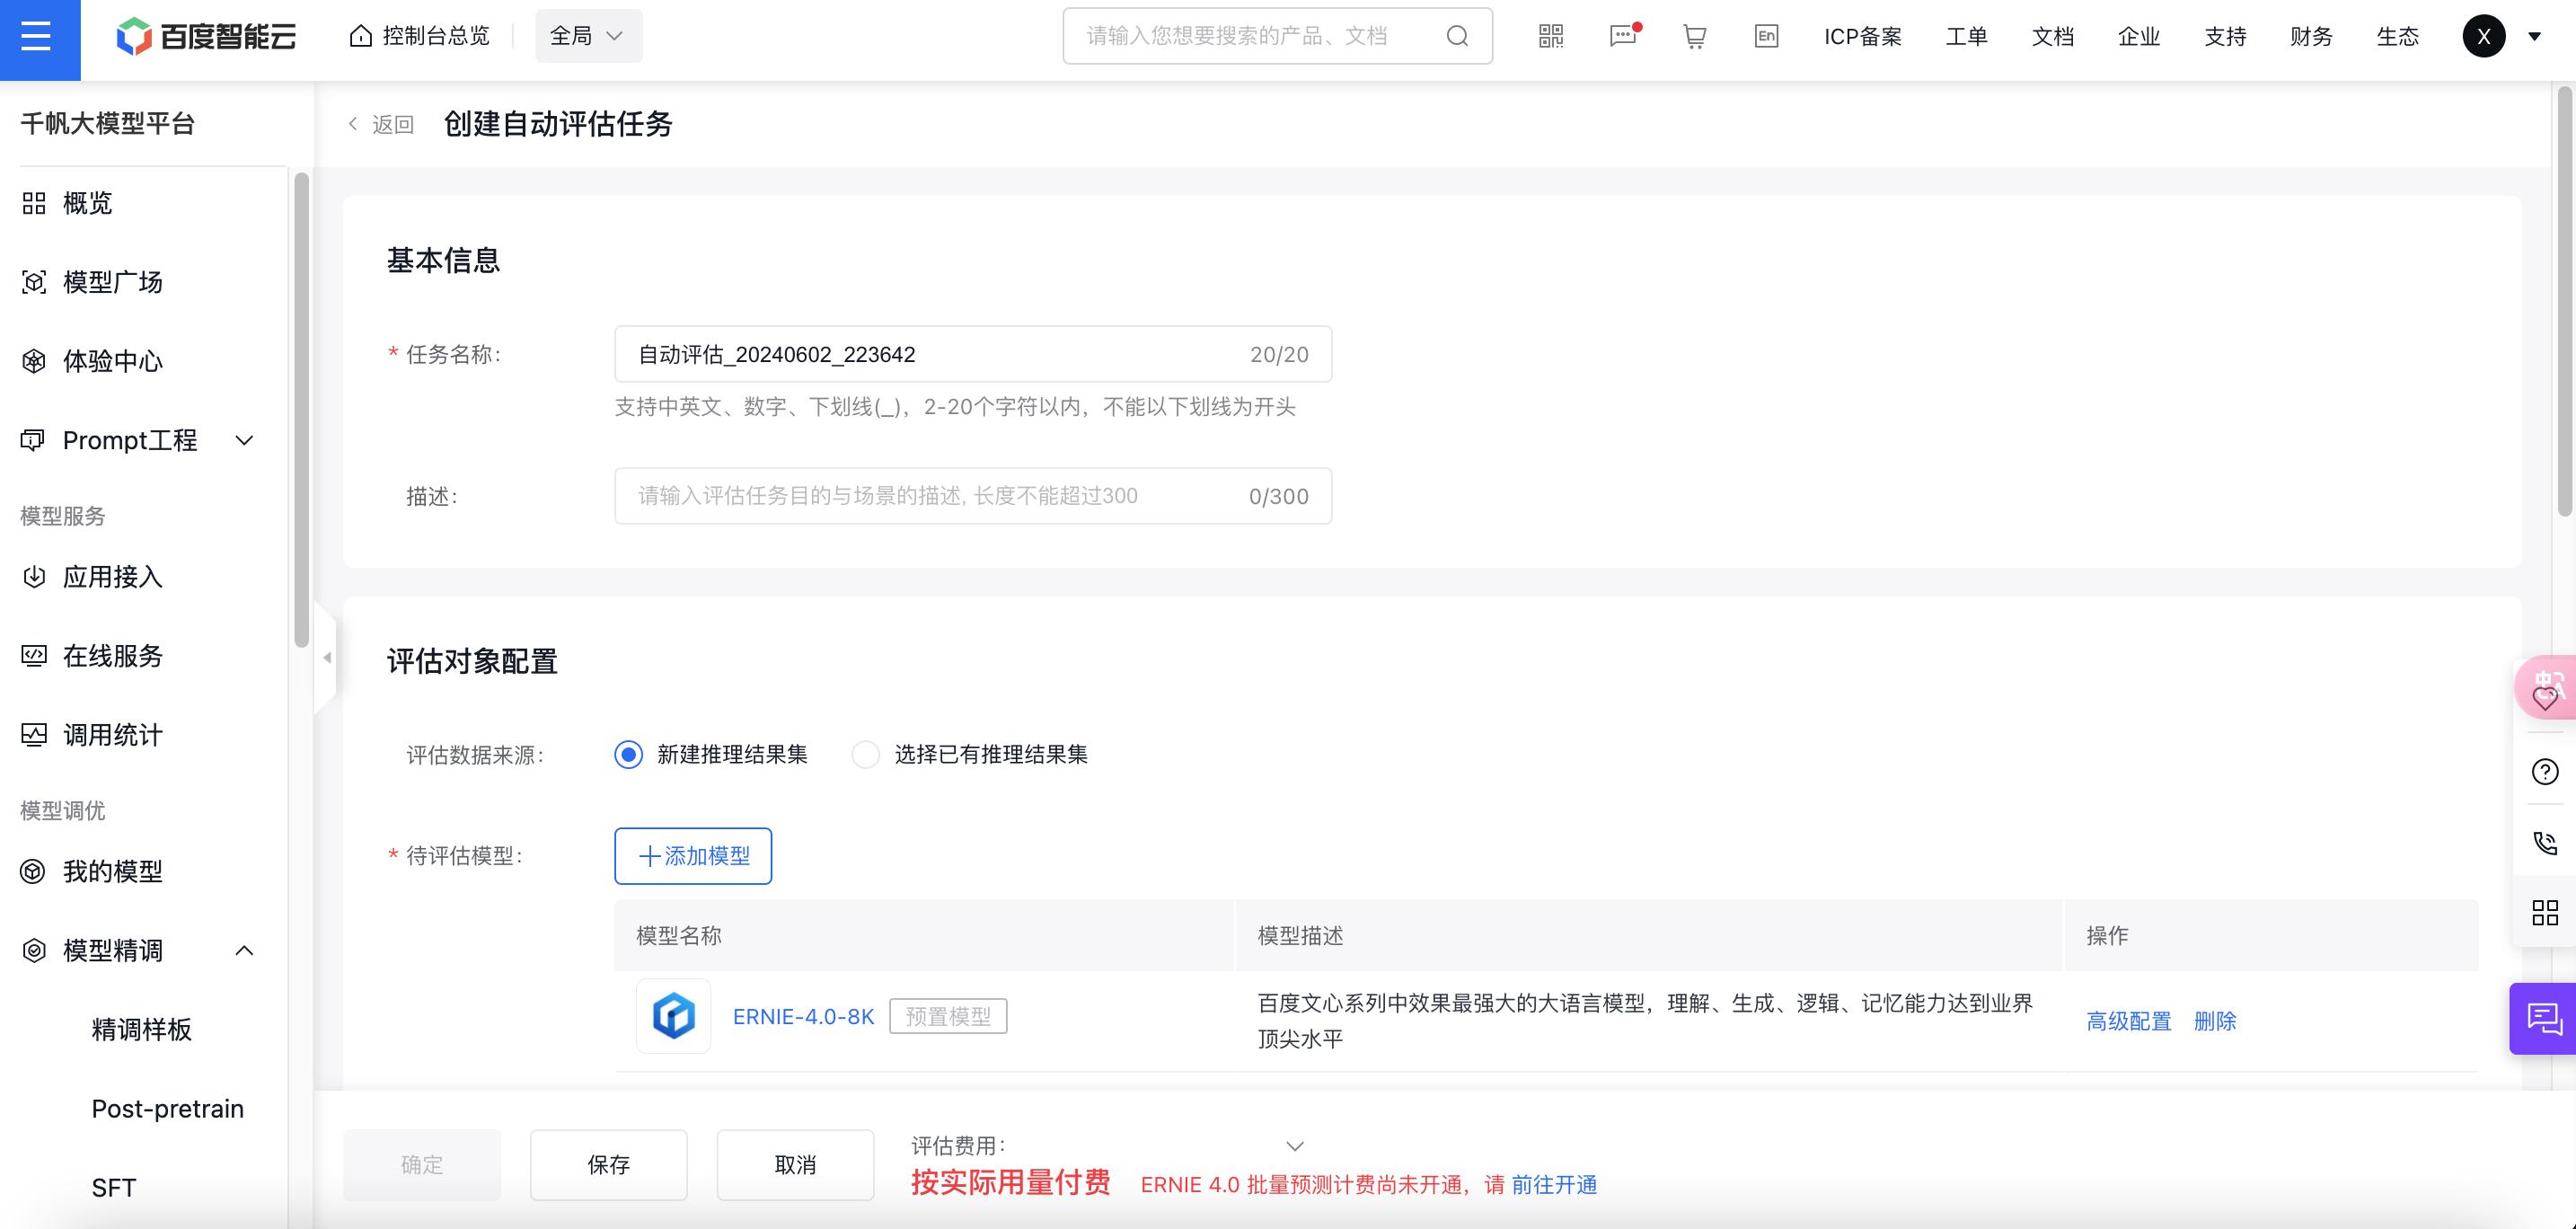 百度智能云
控制台总览
全局
请输入您想要搜索的产品、文档
En
ICP备案
工单
文档
企业
支持
财务
生态
X
千帆大模型平台
概览
模型广场
体验中心
Prompt工程
模型服务
应用接入
在线服务
调用统计
模型调优
我的模型
模型精调
精调样板
Post-pretrain
SFT
返回
创建自动评估任务
基本信息
* 任务名称:
自动评估_20240602_223642
20/20
支持中英文、数字、下划线(_)，2-20个字符以内，不能以下划线为开头
描述:
请输入评估任务目的与场景的描述, 长度不能超过300
0/300
评估对象配置
评估数据来源:
新建推理结果集
选择已有推理结果集
* 待评估模型:
添加模型
模型名称
模型描述
操作
ERNIE-4.0-8K
预置模型
百度文心系列中效果最强大的大语言模型，理解、生成、逻辑、记忆能力达到业界
顶尖水平
高级配置
删除
确定
保存
取消
评估费用:
按实际用量付费
ERNIE 4.0 批量预测计费尚未开通，请 前往开通